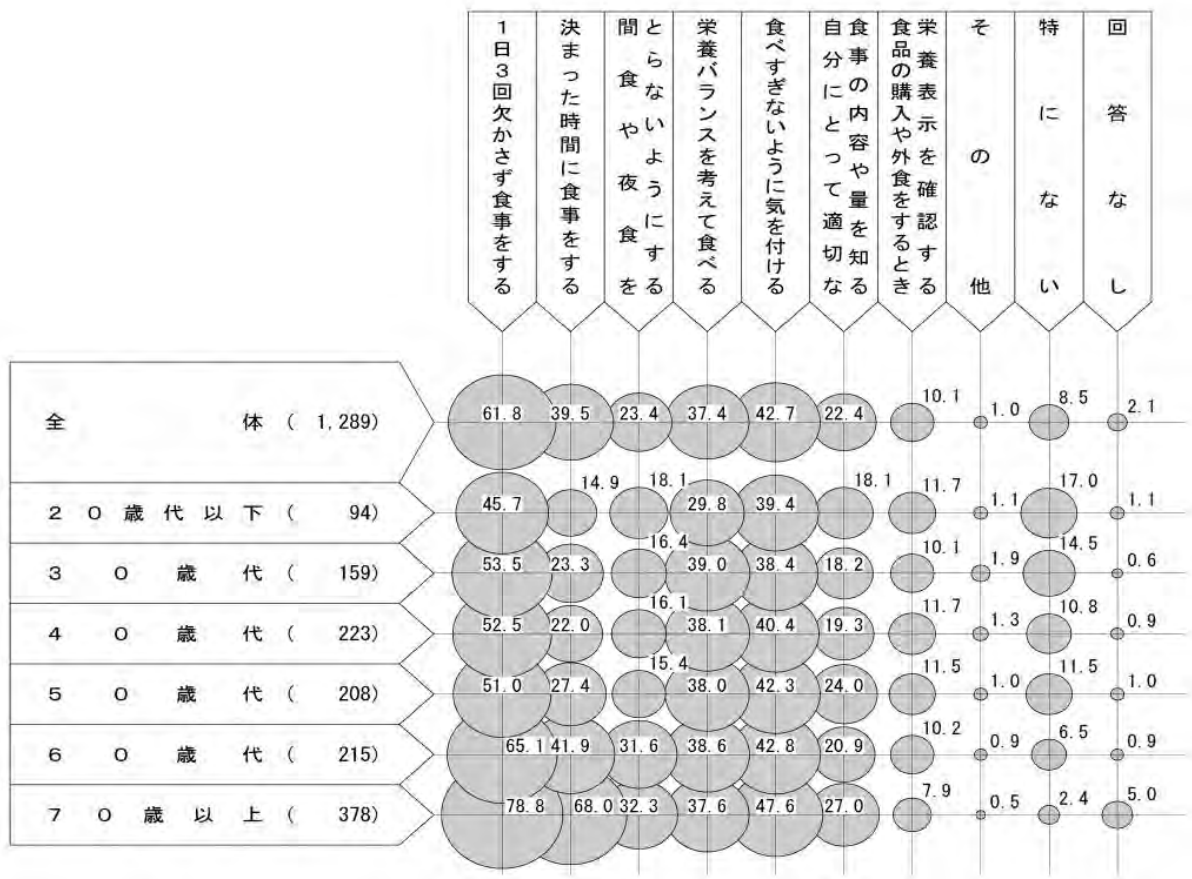 1日3回欠かさず食事をする
決まった時間に食事をする
間食や夜食を
とらないようにする
栄養バランスを考えて食べる
食べすぎないように気を付ける
自分にとって適切な
食事の内容や量を知る
食品の購入や外食をするとき
栄養表示を確認する
その他
特にない
回答なし
全体(1,289) 61.8 39.5 23.4 37.4 42.7 22.4 10.1 1.0 8.5 2.1
20歳代以下(94) 45.7 14.9 18.1 29.8 39.4 18.1 11.7 1.1 17.0 1.1
30歳代(159) 53.5 23.3 16.4 39.0 38.4 18.2 10.1 1.9 14.5 0.6
40歳代(223) 52.5 22.0 16.1 38.1 40.4 19.3 11.7 1.3 10.8 0.9
50歳代(208) 51.0 27.4 15.4 38.0 42.3 24.0 11.5 1.0 11.5 1.0
60歳代(215) 65.1 41.9 31.6 38.6 42.8 20.9 10.2 0.9 6.5 0.9
70歳以上(378) 78.8 68.0 32.3 37.6 47.6 27.0 7.9 0.5 2.4 5.0